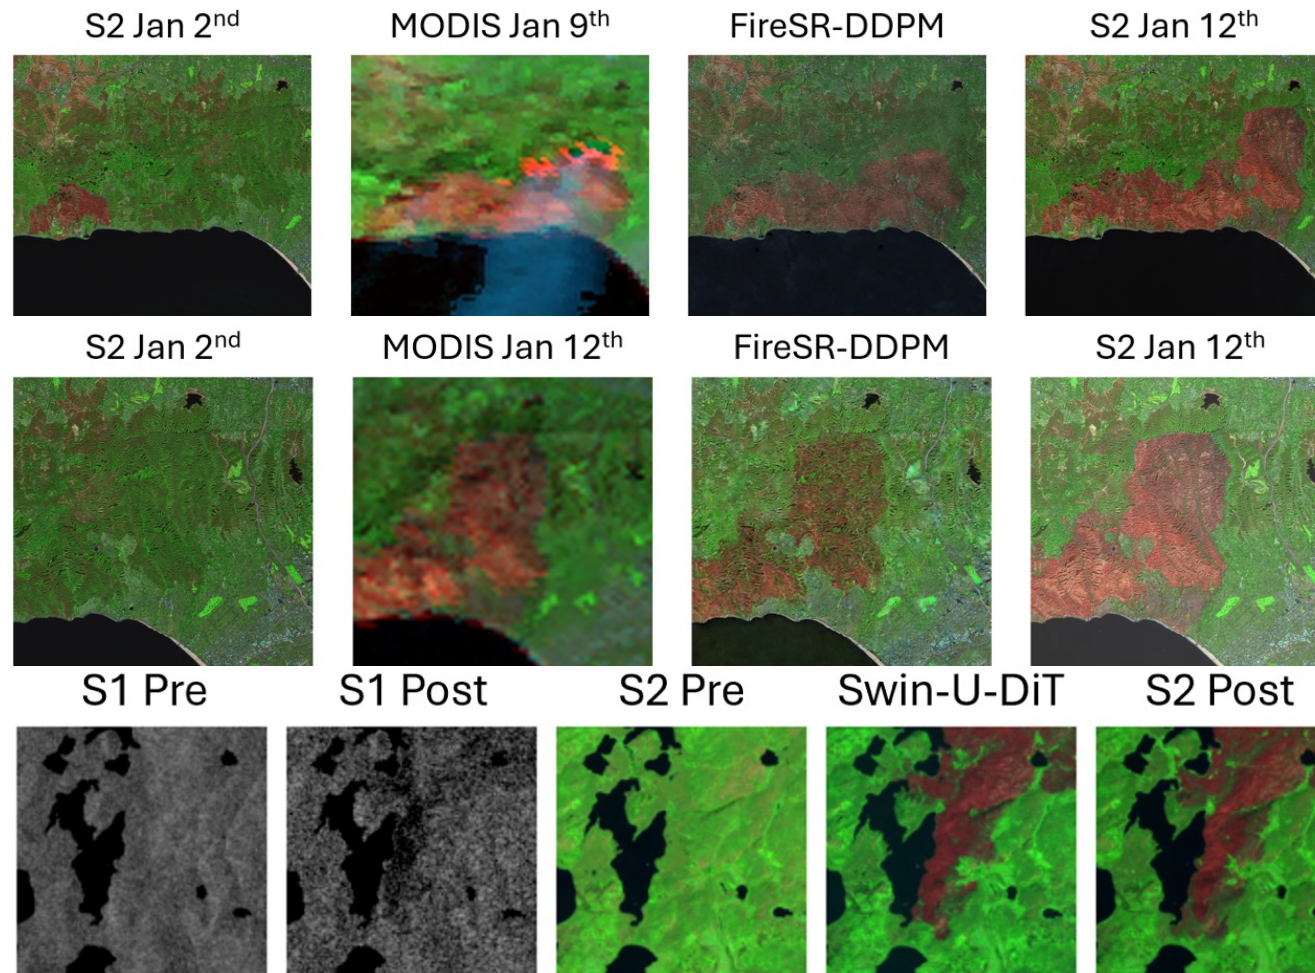 S2 Jan 2nd MODIS Jan 9th FireSR-DDPM S2 Jan 12th
S2 Jan 2nd MODIS Jan 12th FireSR-DDPM S2 Jan 12th
S1 Pre S1 Post S2 Pre Swin-U-DiT S2 Post